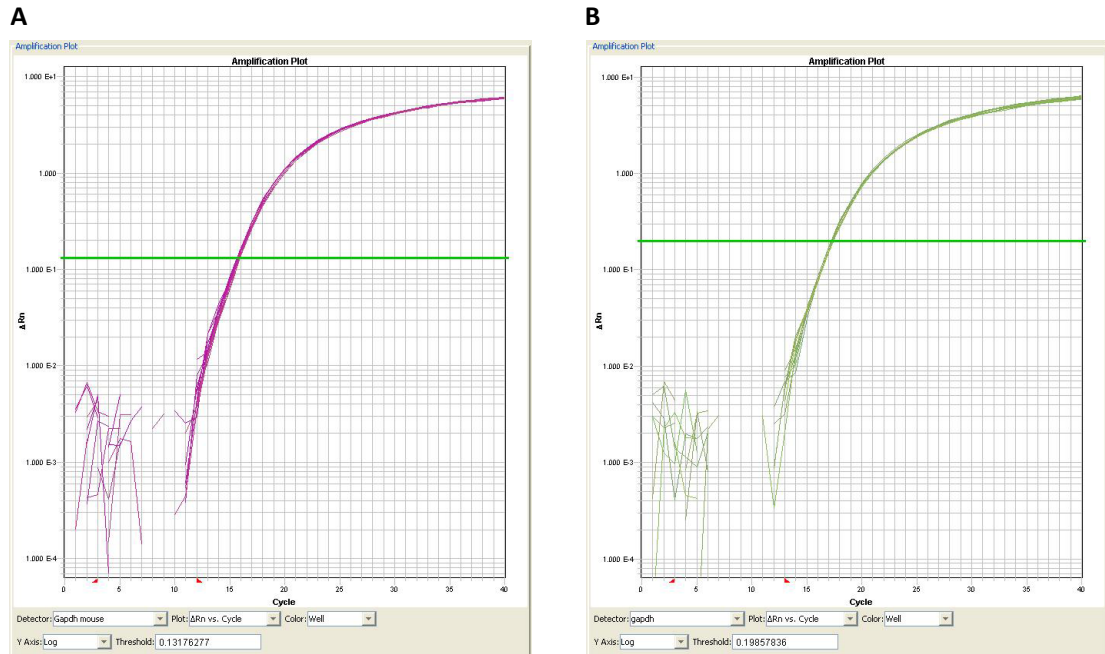 A
Amplification Plot
Amplification Plot
1.000 E+1
1.000
1.000 E-1
1.000 E-2
1.000 E-3
1.000 E-4
Δ Rn
0 5 10 15 20 25 30 35 40
Cycle
Detector: Gapdh mouse Plot: ΔRn vs. Cycle Color: Well
Y Axis: Log Threshold: 0.13176277
B
Amplification Plot
Amplification Plot
1.000 E+1
1.000
1.000 E-1
1.000 E-2
1.000 E-3
1.000 E-4
Δ Rn
0 5 10 15 20 25 30 35 40
Cycle
Detector: gapdh Plot: ΔRn vs. Cycle Color: Well
Y Axis: Log Threshold: 0.19857836